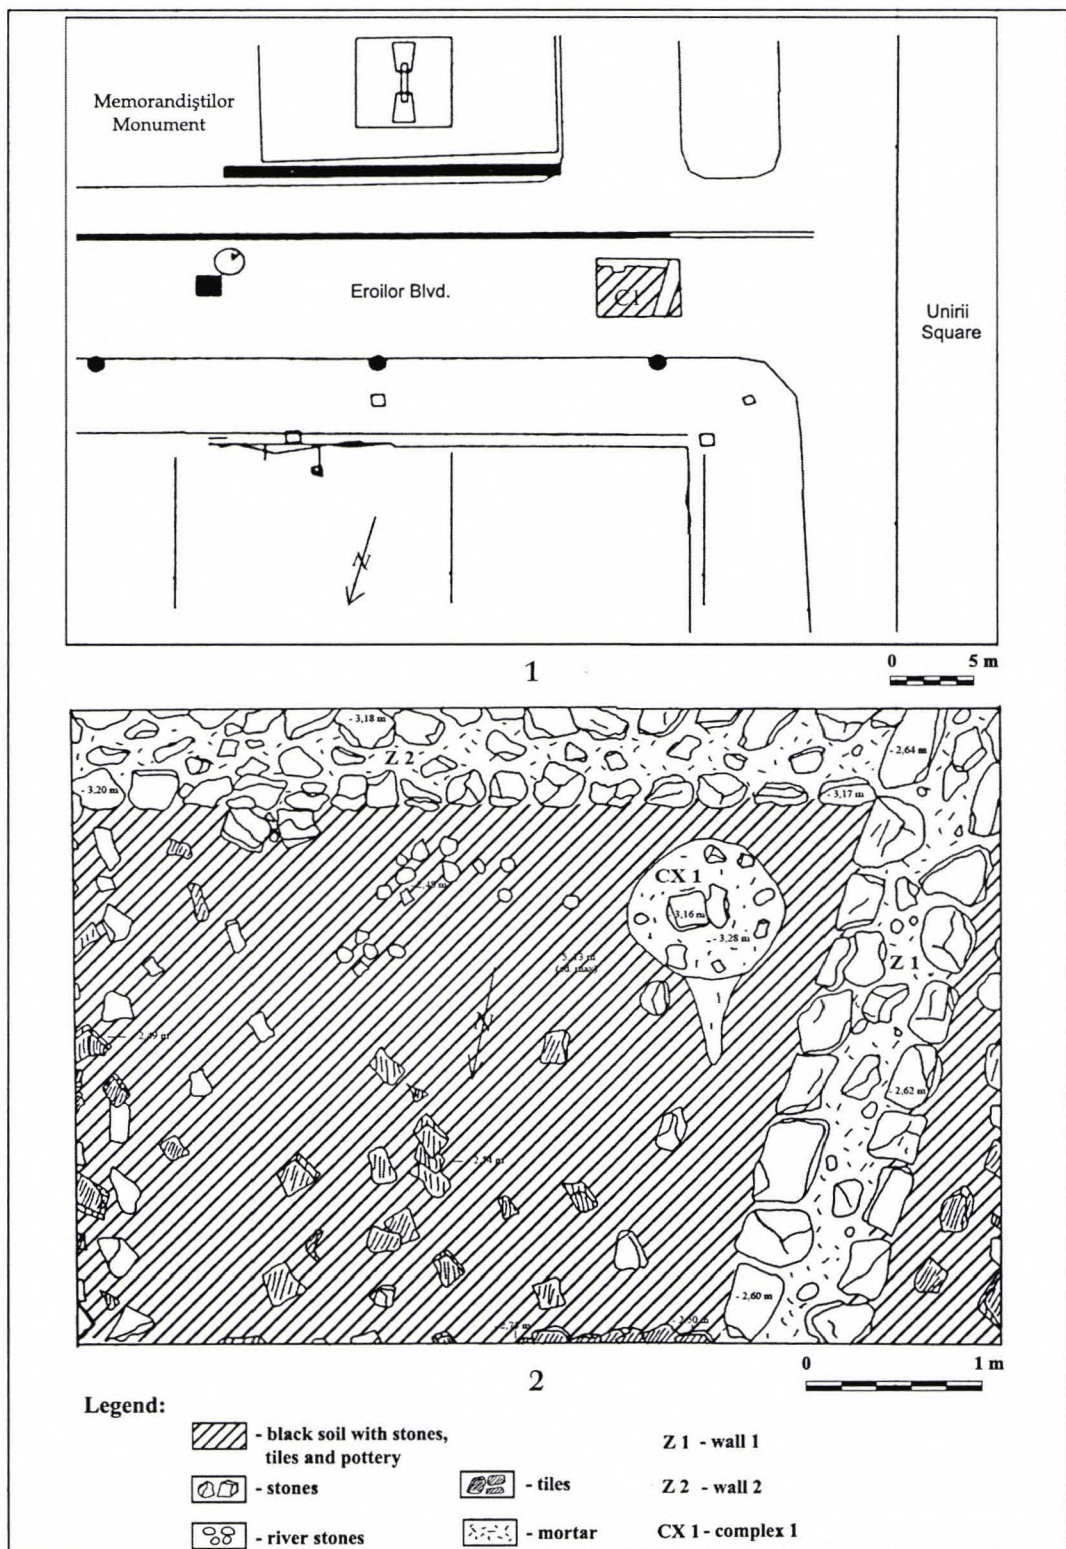 Memorandiştilor
Monument
Eroilor Blvd.
C1
Unirii
Square
N
1
0 5 m
- 3,18 m
Z 2
- 2,64 m
- 3,20 m
- 3,17 m
CX 1
- 3,16 m
- 3,28 m
Z 1
(ad. max)
N
- 2,62 m
- 2,60 m
- 2,50 m
2
0 1 m
Legend:
- black soil with stones,
tiles and pottery
- stones
- river stones
- tiles
- mortar
Z 1 - wall 1
Z 2 - wall 2
CX 1 - complex 1